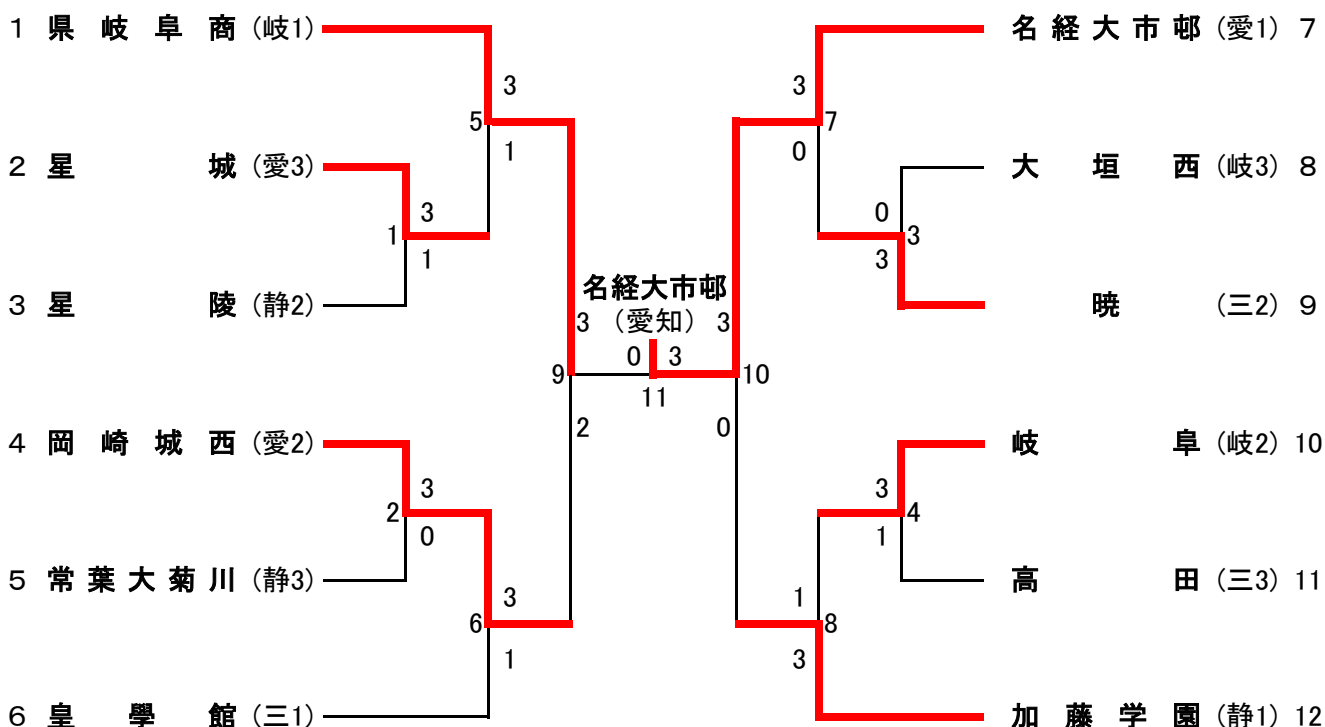 1 県岐阜商 (岐1)
3
5
1
2 星城 (愛3)
3
1
1
3 星陵 (静2)
4 岡崎城西 (愛2)
3
2
0
5 常葉大菊川 (静3)
3
6
1
6 皇學館 (三1)
名経大市邨
3 (愛知) 3
0 3
9 10
11
2 0
名経大市邨 (愛1) 7
3
7
0
大垣西 (岐3) 8
0
3
3
暁 (三2) 9
岐阜 (岐2) 10
3
4
1
高田 (三3) 11
1
8
3
加藤学園 (静1) 12